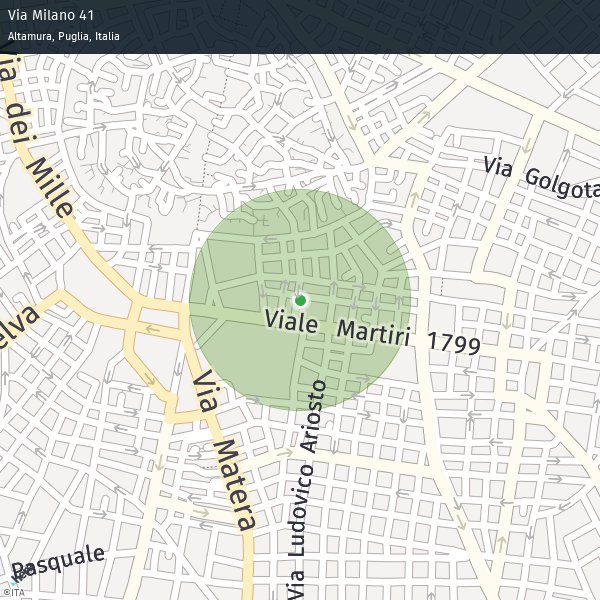 Via Milano 41
Altamura, Puglia, Italia
Via dei Mille
Via Golgota
elva
Viale Martiri 1799
Via Matera
Via Ludovico Ariosto
Pasquale
©ITA